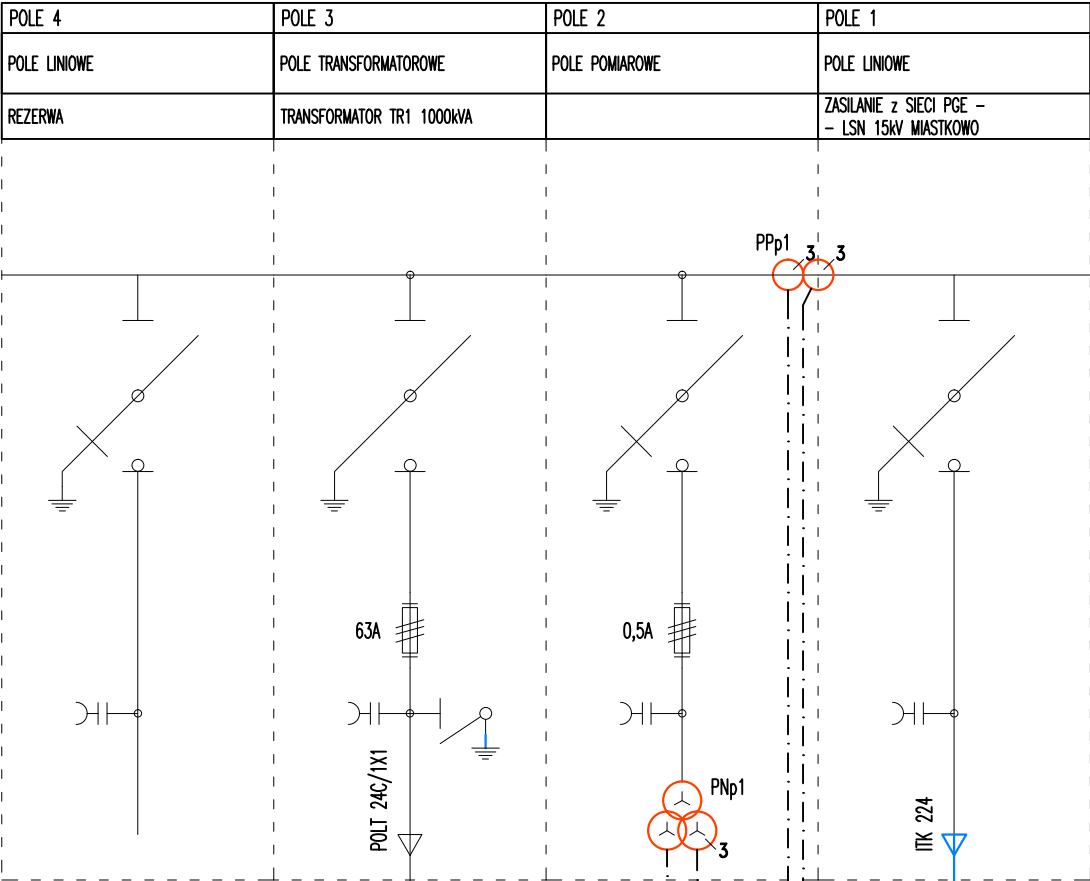 POLE 4
POLE 3
POLE 2
POLE 1
POLE LINIOWE
POLE TRANSFORMATOROWE
POLE POMIAROWE
POLE LINIOWE
REZERWA
TRANSFORMATOR TR1 1000kVA
ZASILANIE z SIECI PGE –
– LSN 15kV MIASTKOWO
PPp1
3
3
63A
0,5A
POLT 24C/1X1
PNp1
3
ITK 224